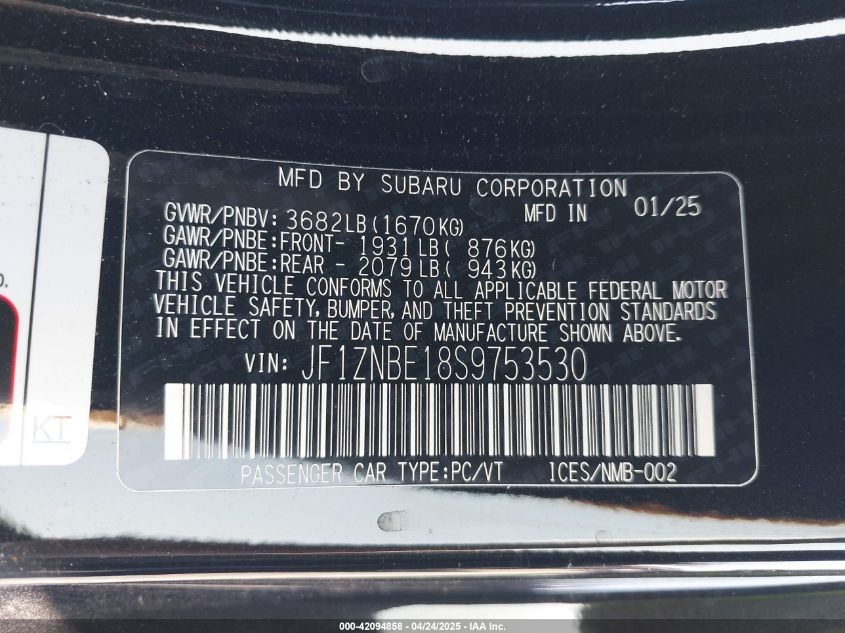 MFD BY SUBARU CORPORATION
MFD IN 01/25
GVWR/PNBV: 3682LB(1670KG)
GAWR/PNBE:FRONT- 1931LB( 876KG)
GAWR/PNBE:REAR - 2079LB( 943KG)
THIS VEHICLE CONFORMS TO ALL APPLICABLE FEDERAL MOTOR
VEHICLE SAFETY, BUMPER, AND THEFT PREVENTION STANDARDS
IN EFFECT ON THE DATE OF MANUFACTURE SHOWN ABOVE.
VIN: JF1ZNBE18S9753530
PASSENGER CAR TYPE:PC/VT ICES/NMB-002
KT
000-42094858 - 04/24/2025 - IAA Inc.